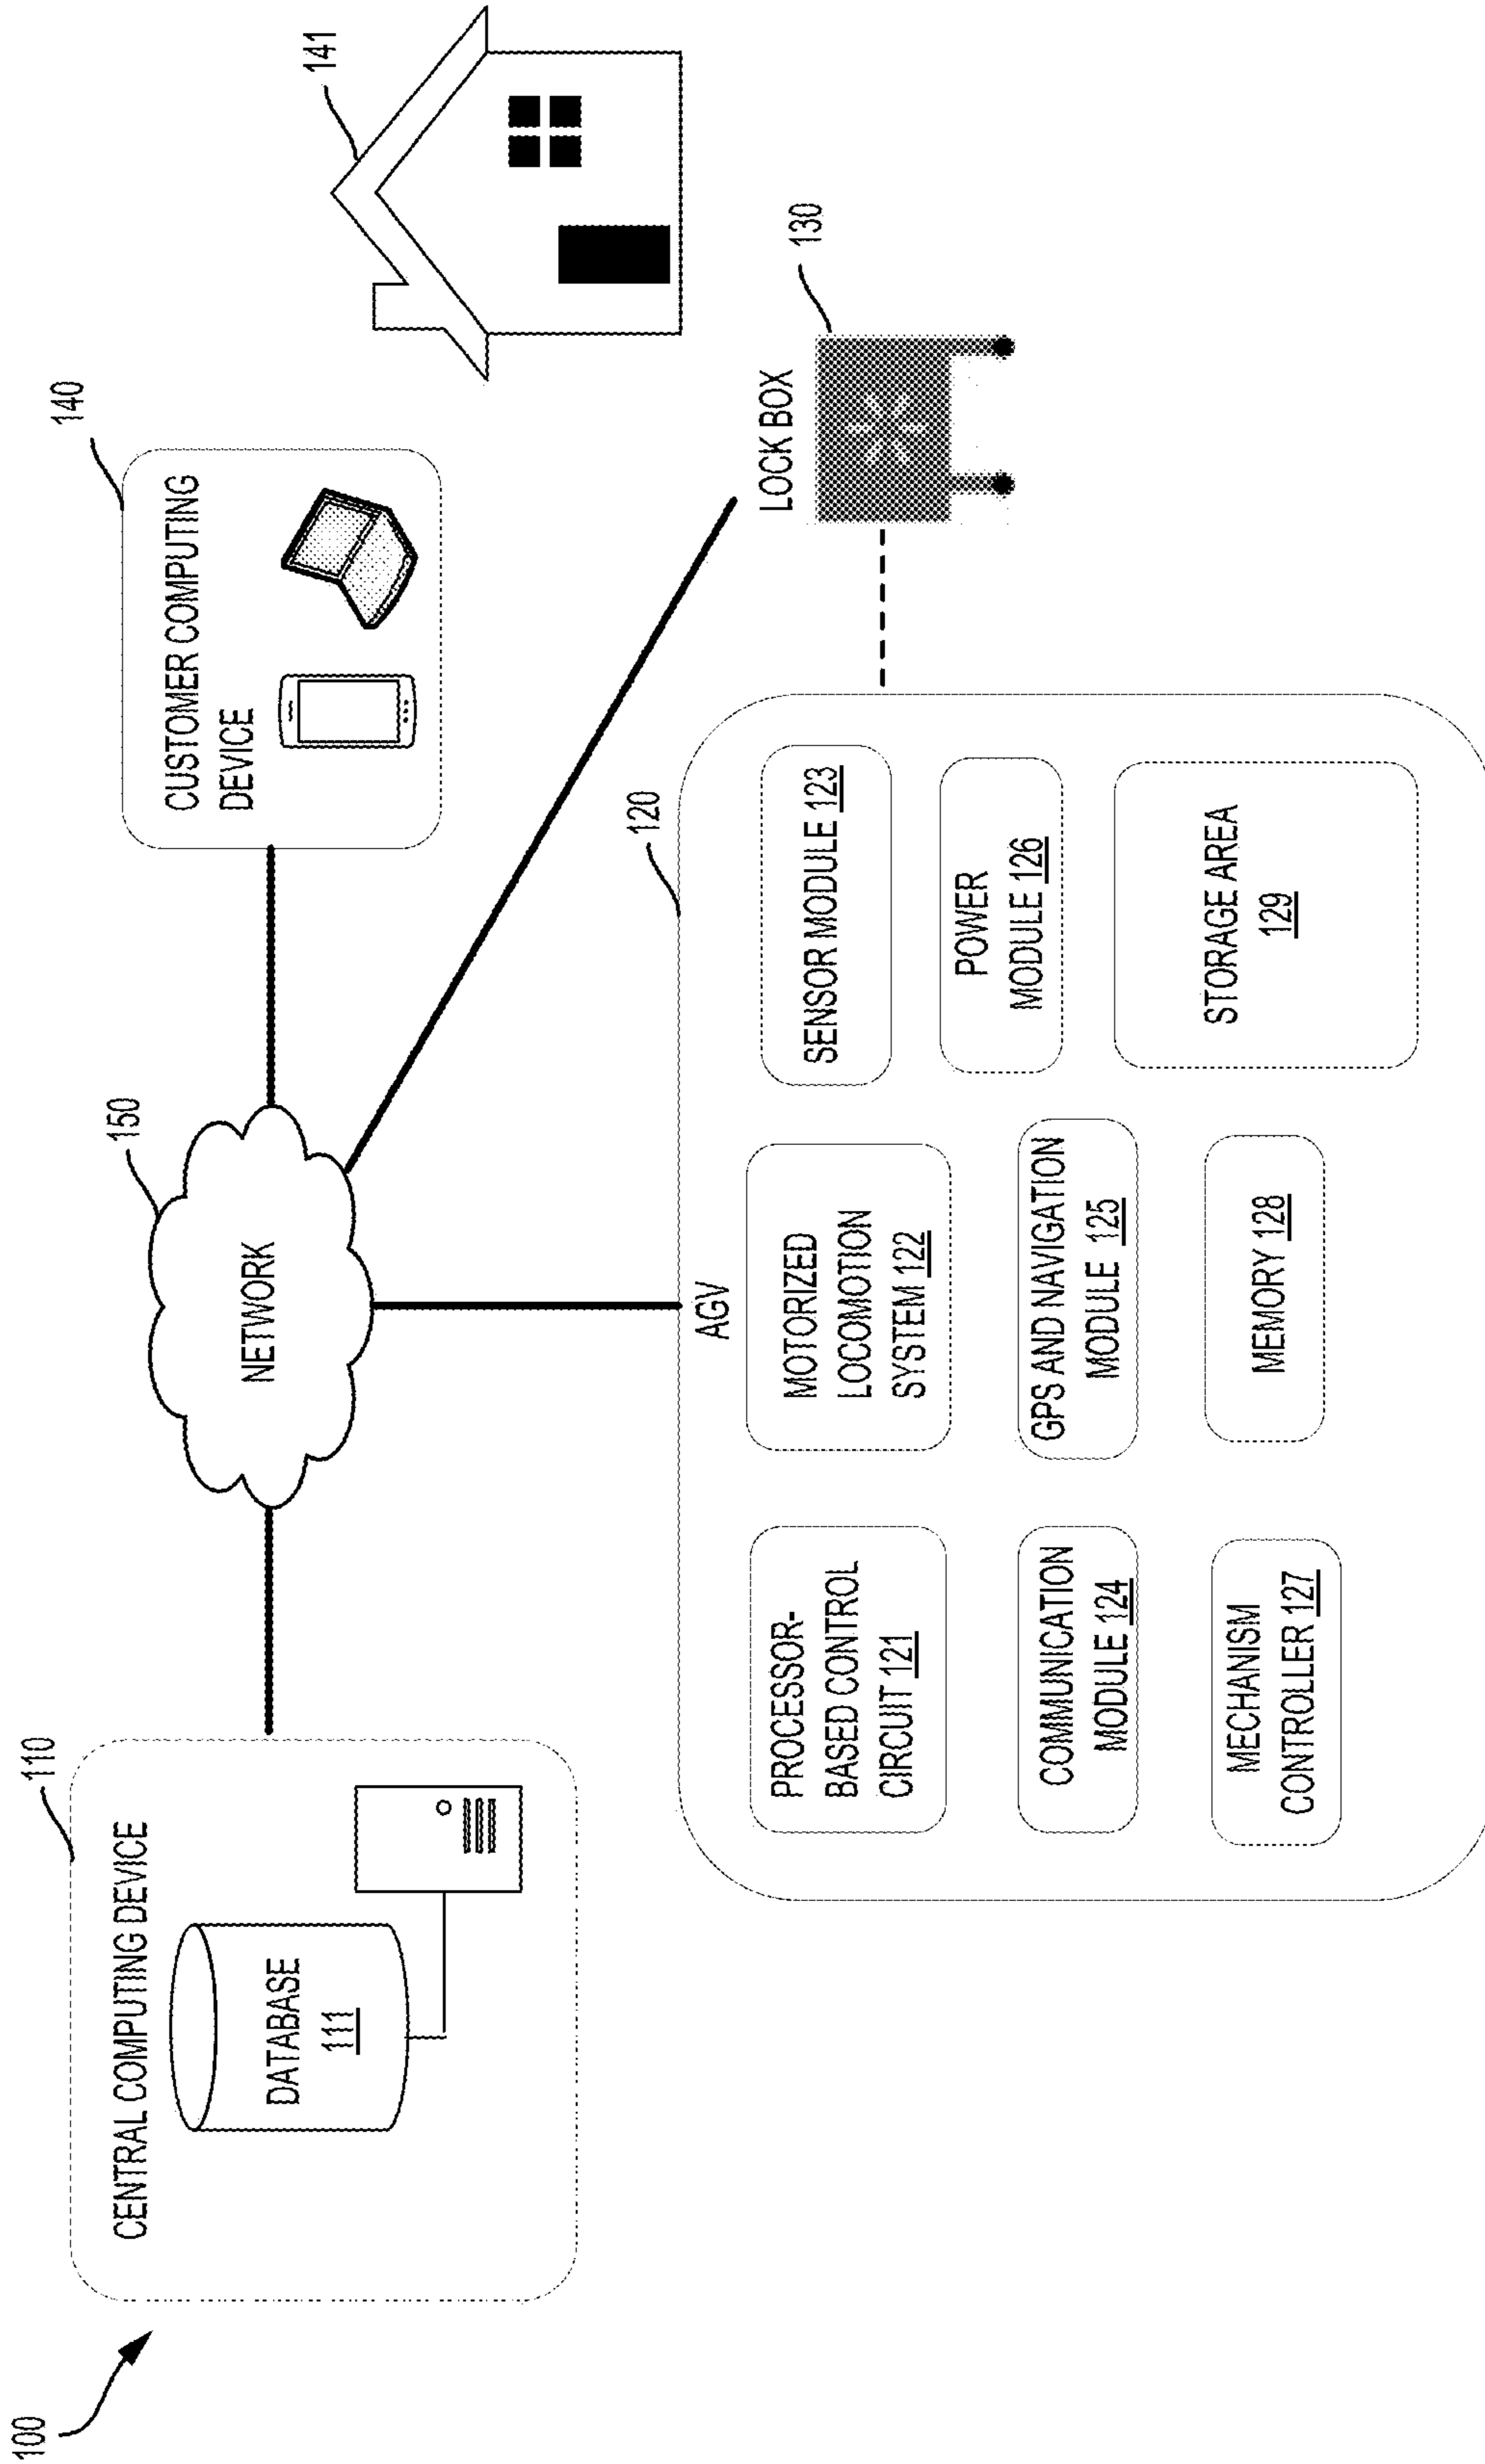 100
110
CENTRAL COMPUTING DEVICE
DATABASE
111
150
NETWORK
140
CUSTOMER COMPUTING
DEVICE
141
120
AGV
PROCESSOR-
BASED CONTROL
CIRCUIT 121
MOTORIZED
LOCOMOTION
SYSTEM 122
SENSOR MODULE 123
COMMUNICATION
MODULE 124
GPS AND NAVIGATION
MODULE 125
POWER
MODULE 126
MECHANISM
CONTROLLER 127
MEMORY 128
STORAGE AREA
129
LOCK BOX
130